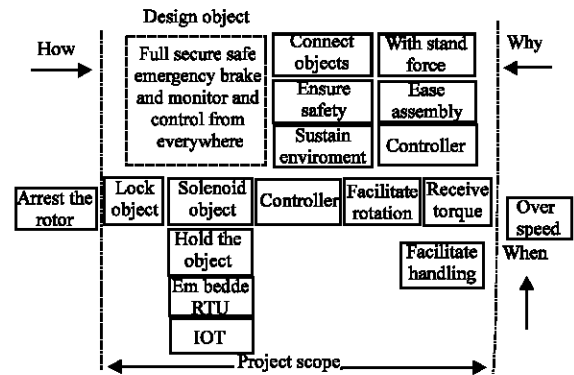 Design object
How
Full secure safe
emergency brake
and monitor and
control from
everywhere
Connect
objects
With stand
force
Why
Ensure
safety
Ease
assembly
Sustain
enviroment
Controller
Arrest the
rotor
Lock
object
Solenoid
object
Controller
Facilitate
rotation
Receive
torque
Over
speed
Hold the
object
Facilitate
handling
When
Em bedde
RTU
IOT
Project scope